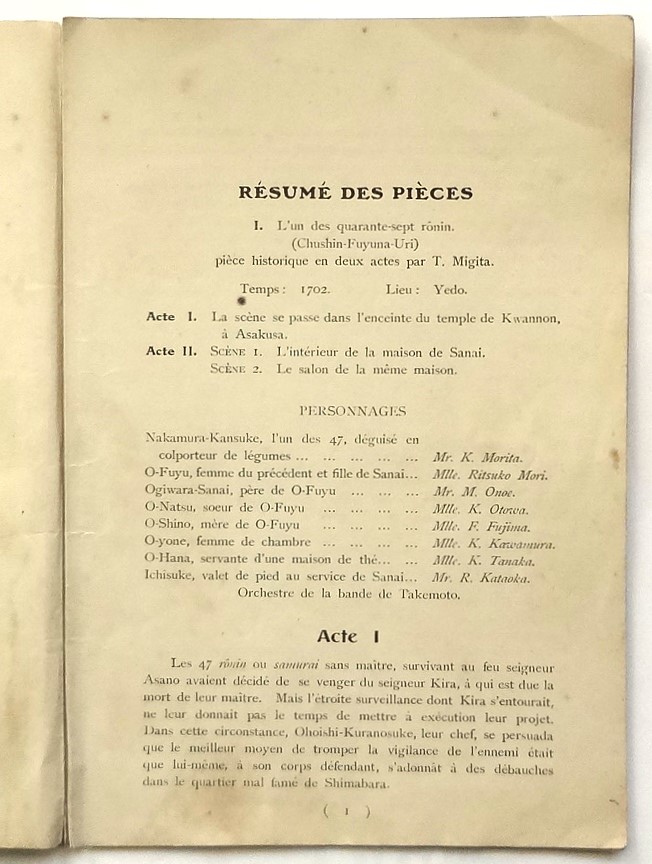 RÉSUMÉ DES PIÈCES
I. L'un des quarante-sept rônin.
(Chushin-Fuyuna-Uri)
pièce historique en deux actes par T. Migita.
Temps : 1702. Lieu : Yedo.
Acte I. La scène se passe dans l'enceinte du temple de Kwannon,
à Asakusa.
Acte II. SCÈNE 1. L'intérieur de la maison de Sanai.
SCÈNE 2. Le salon de la même maison.
PERSONNAGES
Nakamura-Kansuke, l'un des 47, déguisé en
colporteur de légumes ... ... ... ... ... Mr. K. Morita.
O-Fuyu, femme du précédent et fille de Sanai... Mlle. Ritsuko Mori.
Ogiwara-Sanai, père de O-Fuyu ... ... ... Mr. M. Onoe.
O-Natsu, soeur de O-Fuyu ... ... ... ... Mlle. K. Otowa.
O-Shino, mère de O-Fuyu ... ... ... ... Mlle. F. Fujima.
O-yone, femme de chambre ... ... ... ... Mlle. K. Kawamura.
O-Hana, servante d'une maison de thé... ... ... Mlle. K. Tanaka.
Ichisuke, valet de pied au service de Sanai... Mr. R. Kataoka.
Orchestre de la bande de Takemoto.
Acte I
Les 47 rônin ou samurai sans maître, survivant au feu seigneur
Asano avaient décidé de se venger du seigneur Kira, à qui est due la
mort de leur maître. Mais l'étroite surveillance dont Kira s'entourait,
ne leur donnait pas le temps de mettre à exécution leur projet.
Dans cette circonstance, Ohoishi-Kuranosuke, leur chef, se persuada
que le meilleur moyen de tromper la vigilance de l'ennemi était
que lui-même, à son corps défendant, s'adonnât à des débauches
dans le quartier mal famé de Shimabara.
( 1 )